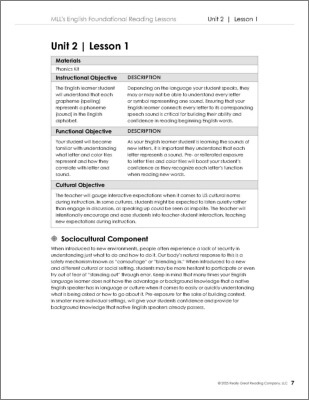 MLL's English Foundational Reading Lessons
Unit 2 | Lesson 1
Unit 2 | Lesson 1
Materials
Phonics Kit
Instructional Objective DESCRIPTION
The English learner student
will understand that each
grapheme (spelling)
represents a phoneme
(sound) in the English
alphabet.
Depending on the language your student speaks, they
may or may not be able to understand every letter
or symbol representing one sound. Ensuring that your
English learner connects every letter to its corresponding
speech sound is critical for building their ability and
confidence in reading beginning English words.
Functional Objective DESCRIPTION
Your student will become
familiar with understanding
what letter and color tiles
represent and how they
correlate with letter and
sound.
As your English learner student is learning the sounds of
new letters, it is important they understand that each
letter represents a sound. Pre- or reiterated exposure
to letter tiles and color tiles will boost your student's
confidence as they recognize each letter's function
when reading new words.
Cultural Objective
The teacher will gauge interactive expectations when it comes to US cultural norms
during instruction. In some cultures, students might be expected to listen quietly rather
than engage in discussion, as speaking up could be seen as impolite. The teacher will
intentionally encourage and ease students into teacher-student interaction, teaching
new expectations during instruction.
Sociocultural Component
When introduced to new environments, people often experience a lack of security in
understanding just what to do and how to do it. Our body's natural response to this is a
safety mechanism known as "camouflage" or "blending in." When introduced to a new
and different cultural or social setting, students may be more hesitant to participate or even
try out of fear of "standing out" through error. Keep in mind that many times your English
language learner does not have the advantage or background knowledge that a native
English speaker has in language or culture when it comes to easily or quickly understanding
what is being asked or how to go about it. Pre-exposure for the sake of building context,
in smaller more individual settings, will give your students confidence and provide for
background knowledge that native English speakers already possess.
©2023 Really Great Reading Company, LLC 7